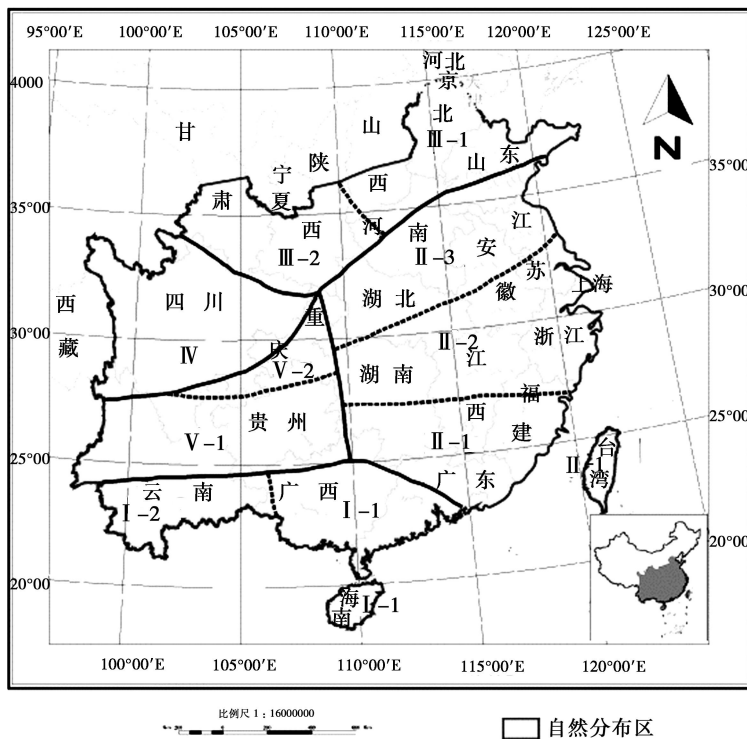 95°00′E 100°00′E 105°00′E 110°00′E 115°00′E 120°00′E 125°00′E
4000
35°00
30°00
25°00
20°00
35°00′
30°00′
25°00′
20°00′
河北
京
北
Ⅲ-1
甘
肃
宁
夏
陕
西
山
西
山 东
N
Ⅲ-2
河 南
Ⅱ-3
安
徽
江
苏
上海
西
藏
四 川
Ⅳ
重
庆
Ⅴ-2
湖 北
Ⅱ-2
浙 江
湖 南
江
西
福
建
贵 州
Ⅴ-1
Ⅱ-1
台
湾
Ⅱ-1
云 南
Ⅰ-2
广 西
Ⅰ-1
广 东
海
南
Ⅰ-1
100°00′E 105°00′E 110°00′E 115°00′E 120°00′E
比例尺 1：16000000
自然分布区